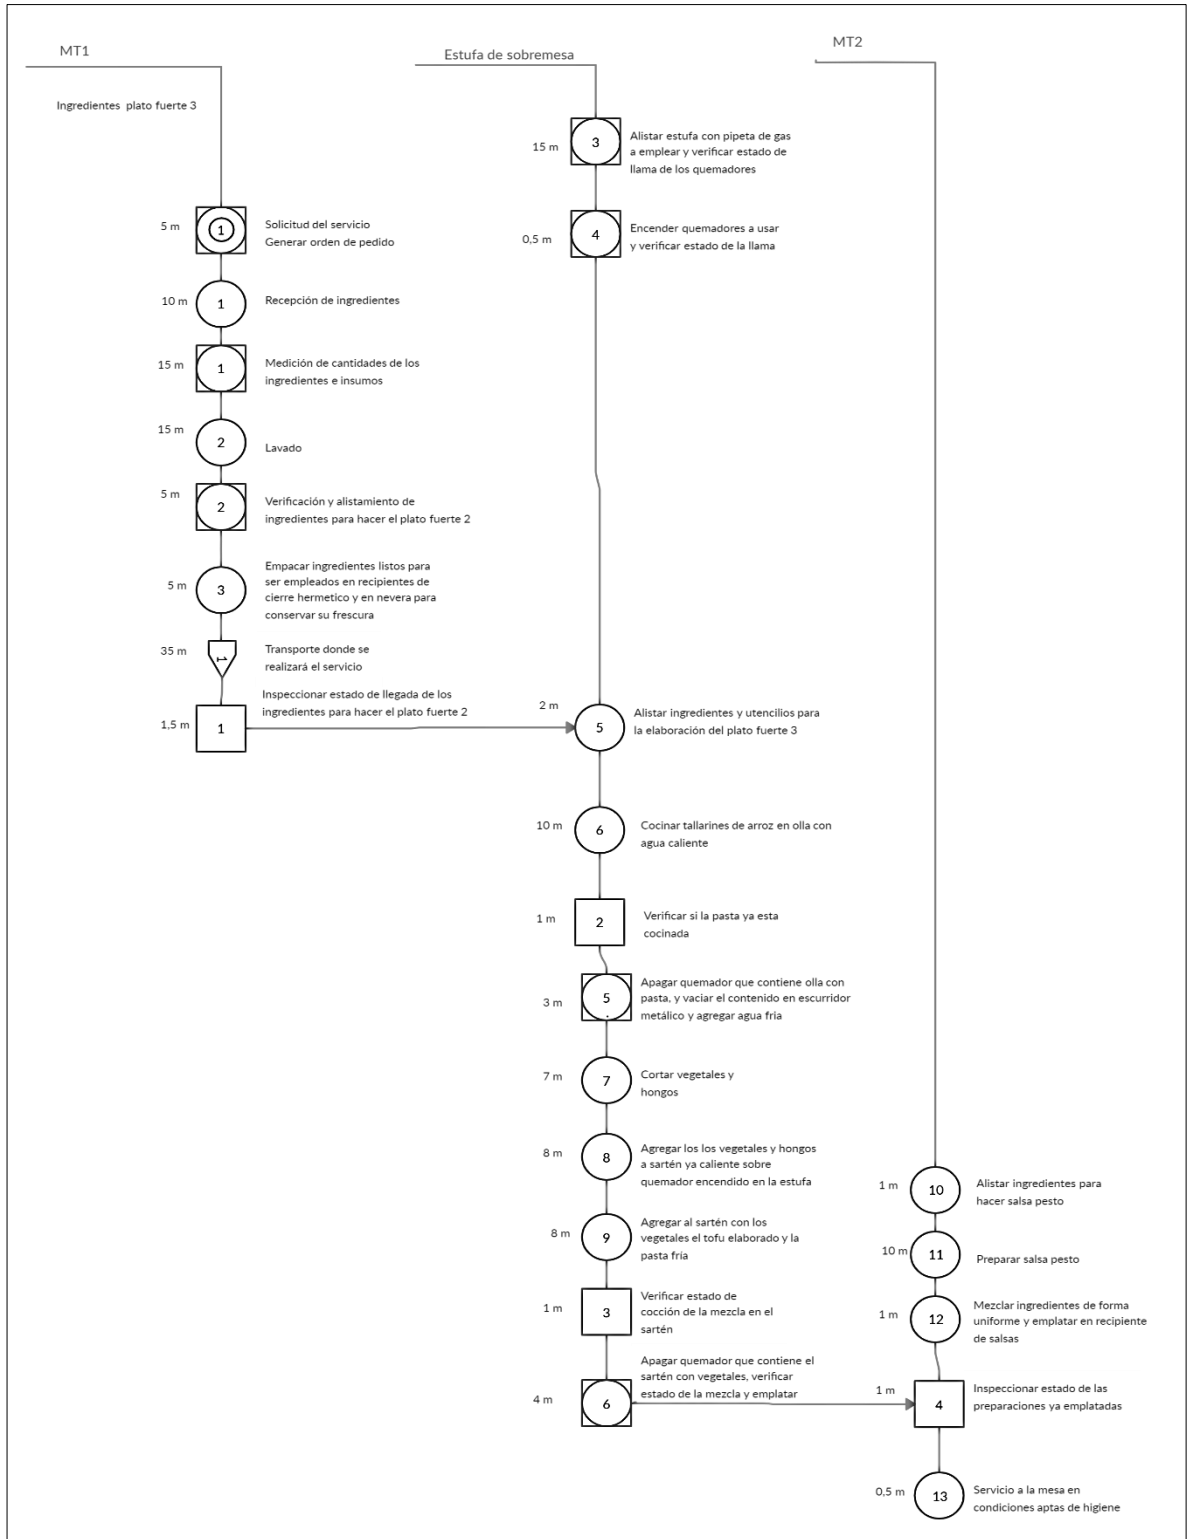 MT1
Ingredientes plato fuerte 3
5 m
1
Solicitud del servicio
Generar orden de pedido
10 m
1
Recepción de ingredientes
15 m
1
Medición de cantidades de los
ingredientes e insumos
15 m
2
Lavado
5 m
2
Verificación y alistamiento de
ingredientes para hacer el plato fuerte 2
5 m
3
Empacar ingredientes listos para
ser empleados en recipientes de
cierre hermetico y en nevera para
conservar su frescura
35 m
1
Transporte donde se
realizará el servicio
1,5 m
1
Inspeccionar estado de llegada de los
ingredientes para hacer el plato fuerte 2
Estufa de sobremesa
15 m
3
Alistar estufa con pipeta de gas
a emplear y verificar estado de
llama de los quemadores
0,5 m
4
Encender quemadores a usar
y verificar estado de la llama
2 m
5
Alistar ingredientes y utencilios para
la elaboración del plato fuerte 3
10 m
6
Cocinar tallarines de arroz en olla con
agua caliente
1 m
2
Verificar si la pasta ya esta
cocinada
3 m
5
.
Apagar quemador que contiene olla con
pasta, y vaciar el contenido en escurridor
metálico y agregar agua fría
7 m
7
Cortar vegetales y
hongos
8 m
8
Agregar los los vegetales y hongos
a sartén ya caliente sobre
quemador encendido en la estufa
8 m
9
Agregar al sartén con los
vegetales el tofu elaborado y la
pasta fría
1 m
3
Verificar estado de
cocción de la mezcla en el
sartén
4 m
6
Apagar quemador que contiene el
sartén con vegetales, verificar
estado de la mezcla y emplatar
MT2
1 m
10
Alistar ingredientes para
hacer salsa pesto
10 m
11
Preparar salsa pesto
1 m
12
Mezclar ingredientes de forma
uniforme y emplatar en recipiente
de salsas
1 m
4
Inspeccionar estado de las
preparaciones ya emplatadas
0,5 m
13
Servicio a la mesa en
condiciones aptas de higiene